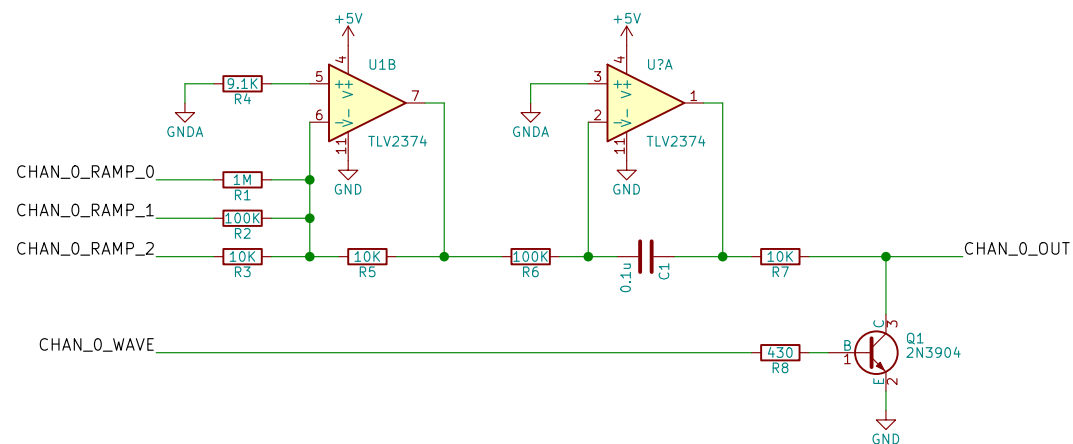 +5V
+5V
U1B
U?A
4
4
9.1K
R4
5
++
V
7
3
++
V
1
GNDA
6
V-
GNDA
2
V-
11
TLV2374
11
TLV2374
GND
GND
CHAN_0_RAMP_0
1M
R1
CHAN_0_RAMP_1
100K
R2
CHAN_0_RAMP_2
10K
R3
10K
R5
100K
R6
0.1u
C1
10K
R7
CHAN_0_OUT
CHAN_0_WAVE
430
R8
B
1
C
3
E
2
Q1
2N3904
GND